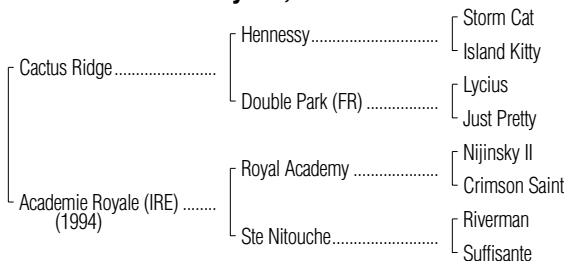 Storm Cat
Hennessy
Island Kitty
Cactus Ridge
Lycius
Double Park (FR)
Just Pretty
Nijinsky II
Royal Academy
Crimson Saint
Academie Royale (IRE)
(1994)
Riverman
Ste Nitouche
Suffisante